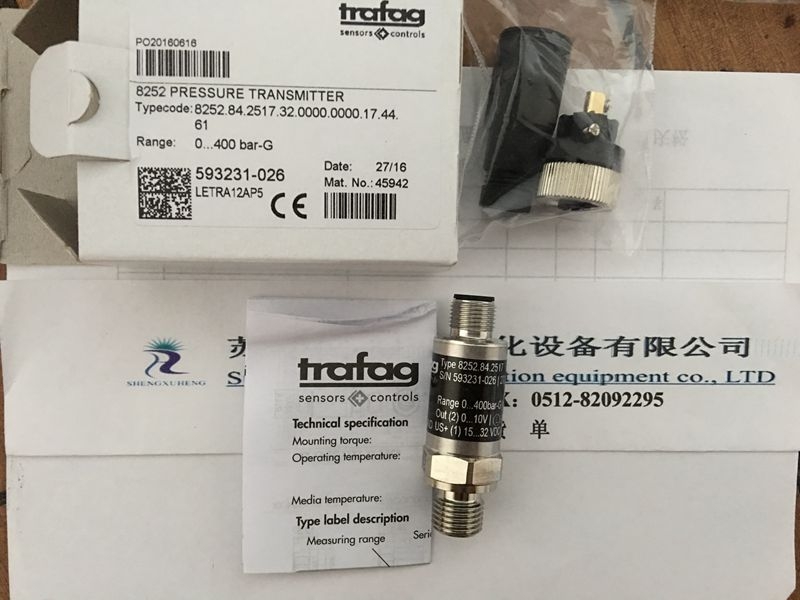 trafag
sensors controls
PO20160616
8252 PRESSURE TRANSMITTER
Typecode: 8252.84.2517.32.0000.0000.17.44.
61
Range: 0...400 bar-G
593231-026
LETRA12AP5
CE
Date: 27/16
Mat. No.: 45942
SHENGXUHENG
苏
化设备有限公司
equipment co., LTD
: 0512-82092295
单
trafag
sensors controls
Technical specification
Mounting torque:
Operating temperature:
Media temperature:
Type label description
Measuring range
Type 8252.84.2517
S/N 593231-026
Range 0...400bar-G
Out (2) 0...10V
US+ (1) 15...32 VDC